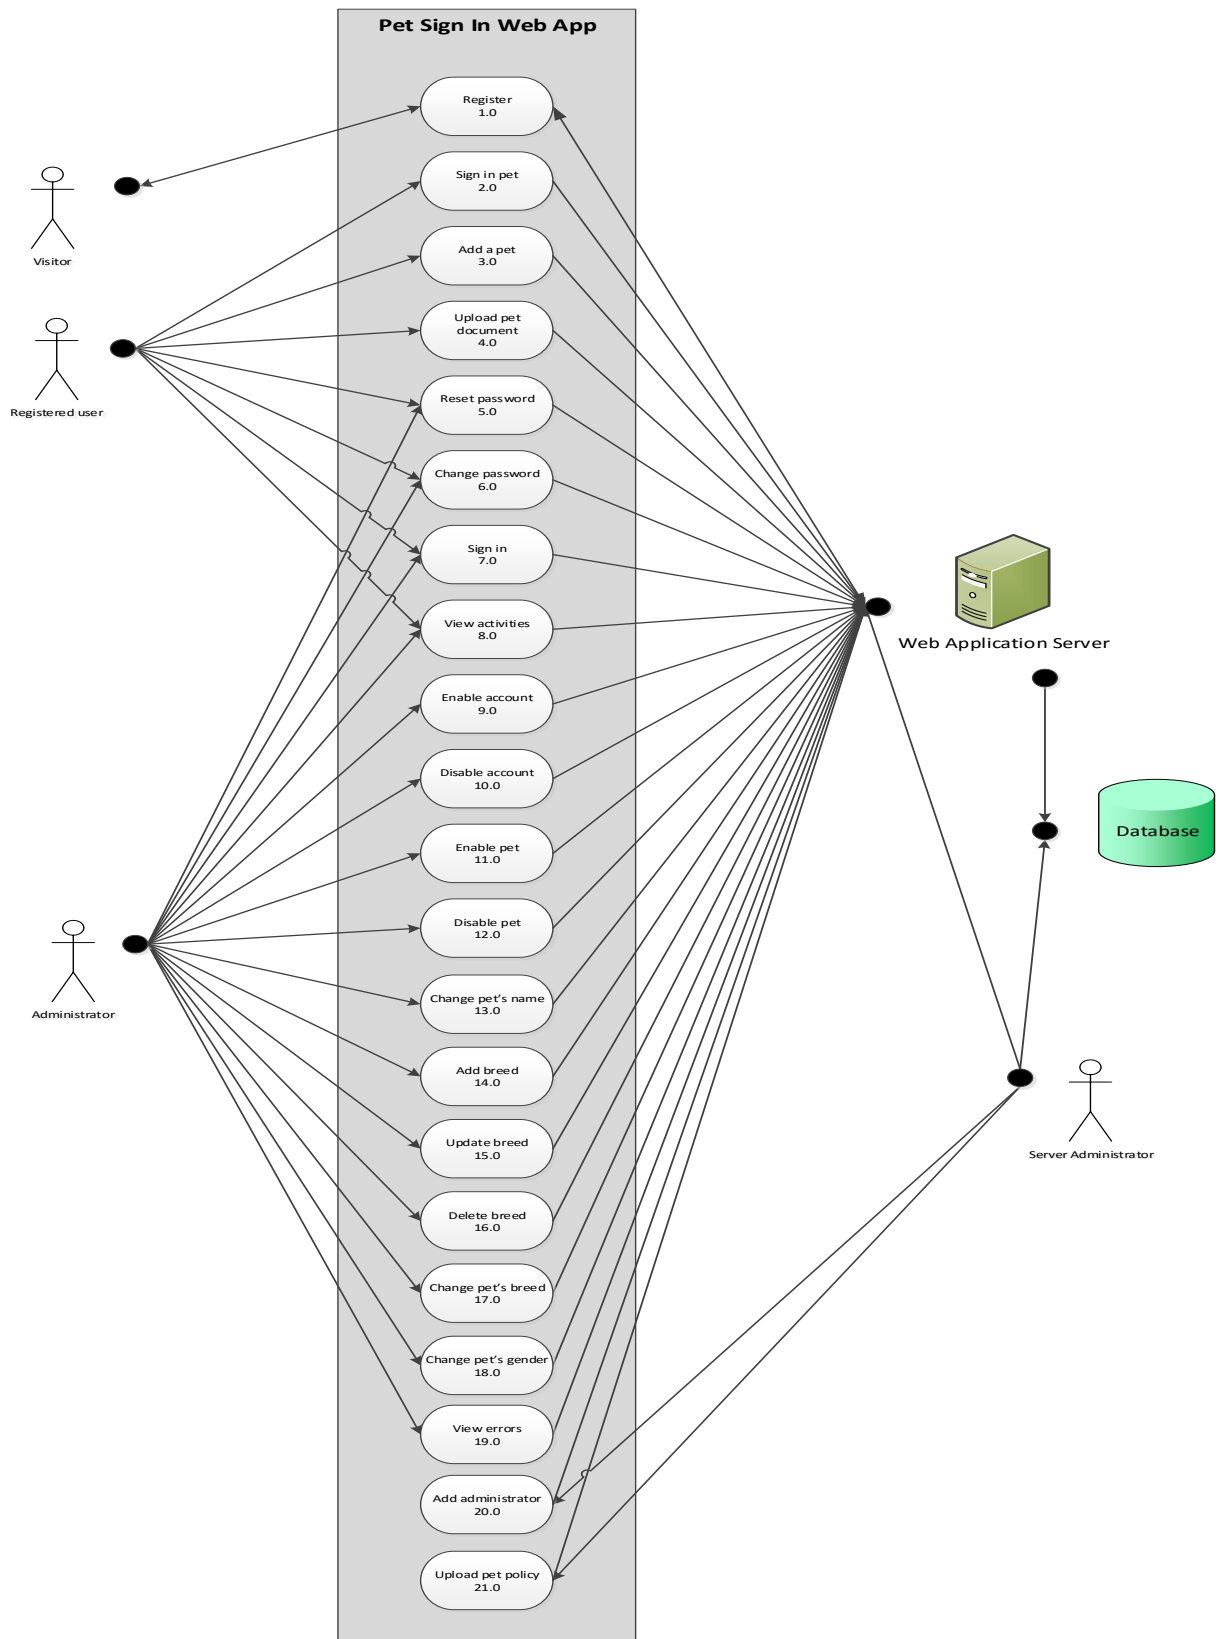 Pet Sign In Web App
Register
1.0
Sign in pet
2.0
Visitor
Add a pet
3.0
Upload pet
document
4.0
Registered user
Reset password
5.0
Change password
6.0
Sign in
7.0
View activities
8.0
Web Application Server
Enable account
9.0
Disable account
10.0
Database
Enable pet
11.0
Disable pet
12.0
Change pet's name
13.0
Administrator
Add breed
14.0
Update breed
15.0
Server Administrator
Delete breed
16.0
Change pet's breed
17.0
Change pet's gender
18.0
View errors
19.0
Add administrator
20.0
Upload pet policy
21.0